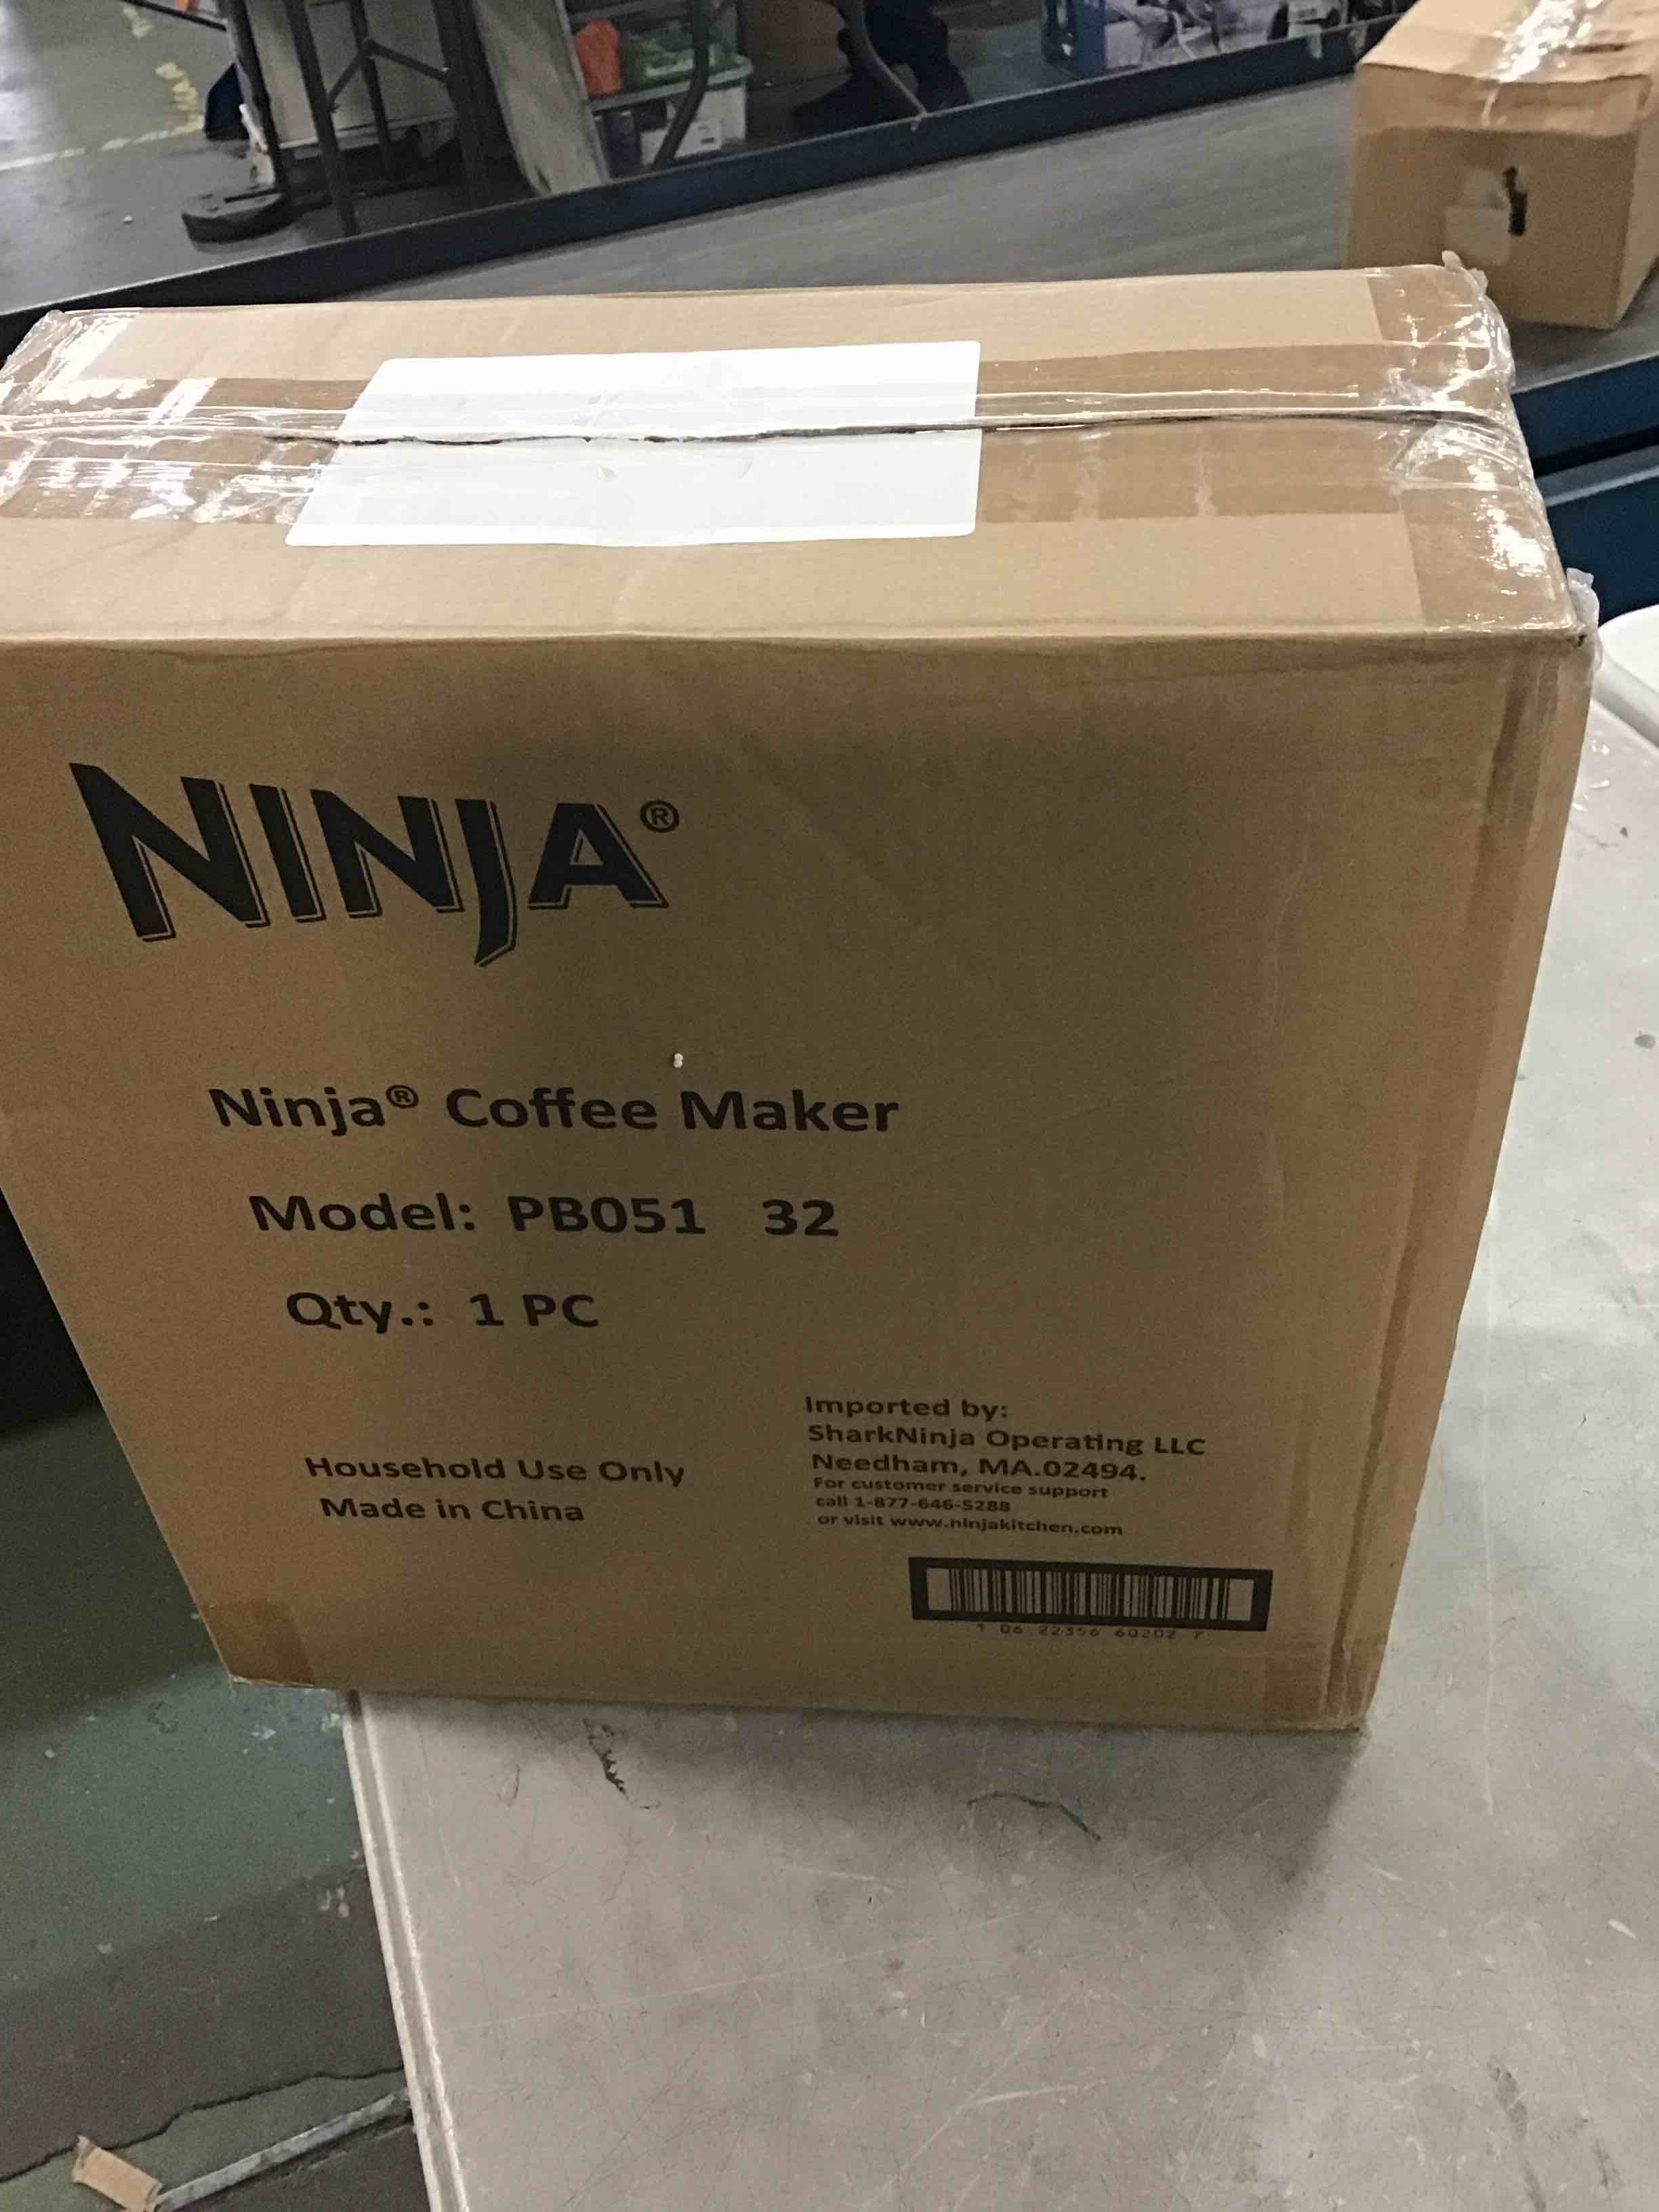 NINJA®
Ninja® Coffee Maker
Model: PB051 32
Qty.: 1 PC
Household Use Only
Made in China
Imported by:
SharkNinja Operating LLC
Needham, MA.02494.
For customer service support
call 1-877-646-5288
or visit www.ninjakitchen.com
1 06 22356 60202 7